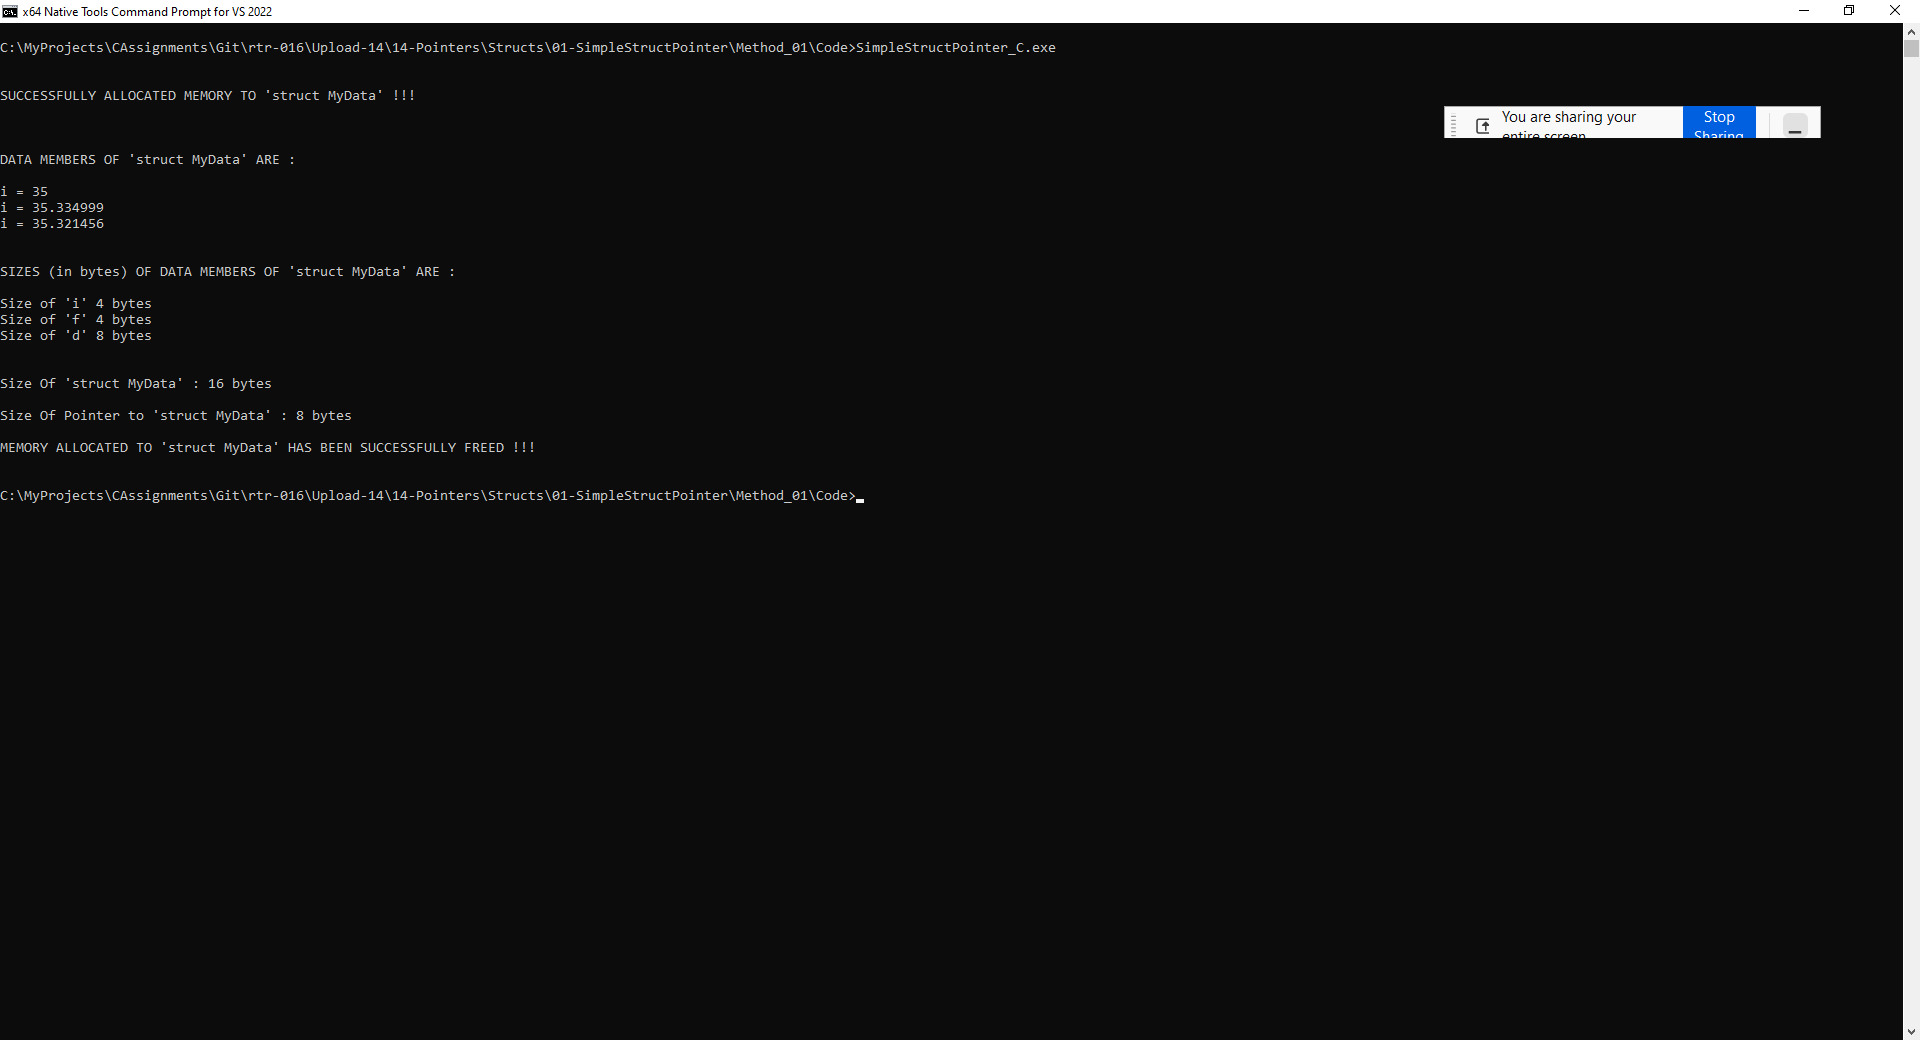 x64 Native Tools Command Prompt for VS 2022
C:\MyProjects\CAssignments\Git\rtr-016\Upload-14\14-Pointers\Structs\01-SimpleStructPointer\Method_01\Code>SimpleStructPointer_C.exe
SUCCESSFULLY ALLOCATED MEMORY TO 'struct MyData' !!!
You are sharing your
entire screen
Stop
Sharing
DATA MEMBERS OF 'struct MyData' ARE :
i = 35
i = 35.334999
i = 35.321456
SIZES (in bytes) OF DATA MEMBERS OF 'struct MyData' ARE :
Size of 'i' 4 bytes
Size of 'f' 4 bytes
Size of 'd' 8 bytes
Size Of 'struct MyData' : 16 bytes
Size Of Pointer to 'struct MyData' : 8 bytes
MEMORY ALLOCATED TO 'struct MyData' HAS BEEN SUCCESSFULLY FREED !!!
C:\MyProjects\CAssignments\Git\rtr-016\Upload-14\14-Pointers\Structs\01-SimpleStructPointer\Method_01\Code>